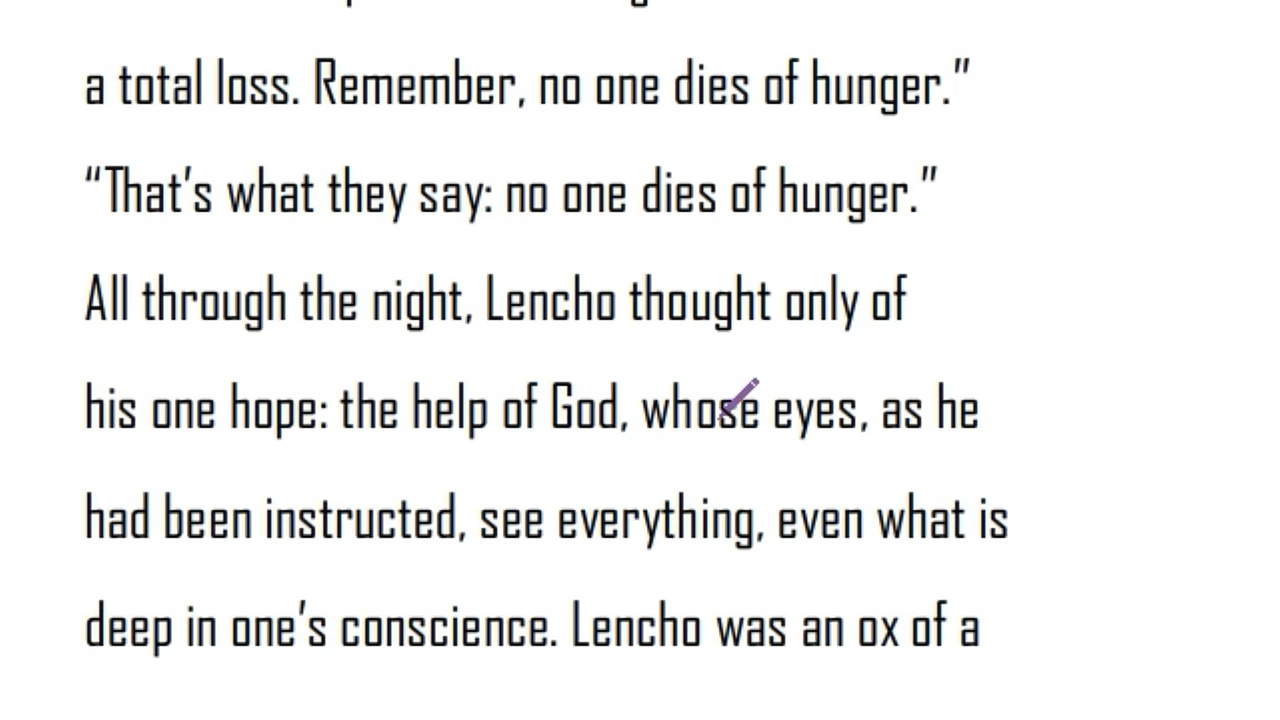 a total loss. Remember, no one dies of hunger.”
“That’s what they say: no one dies of hunger.”
All through the night, Lencho thought only of
his one hope: the help of God, whose eyes, as he
had been instructed, see everything, even what is
deep in one’s conscience. Lencho was an ox of a